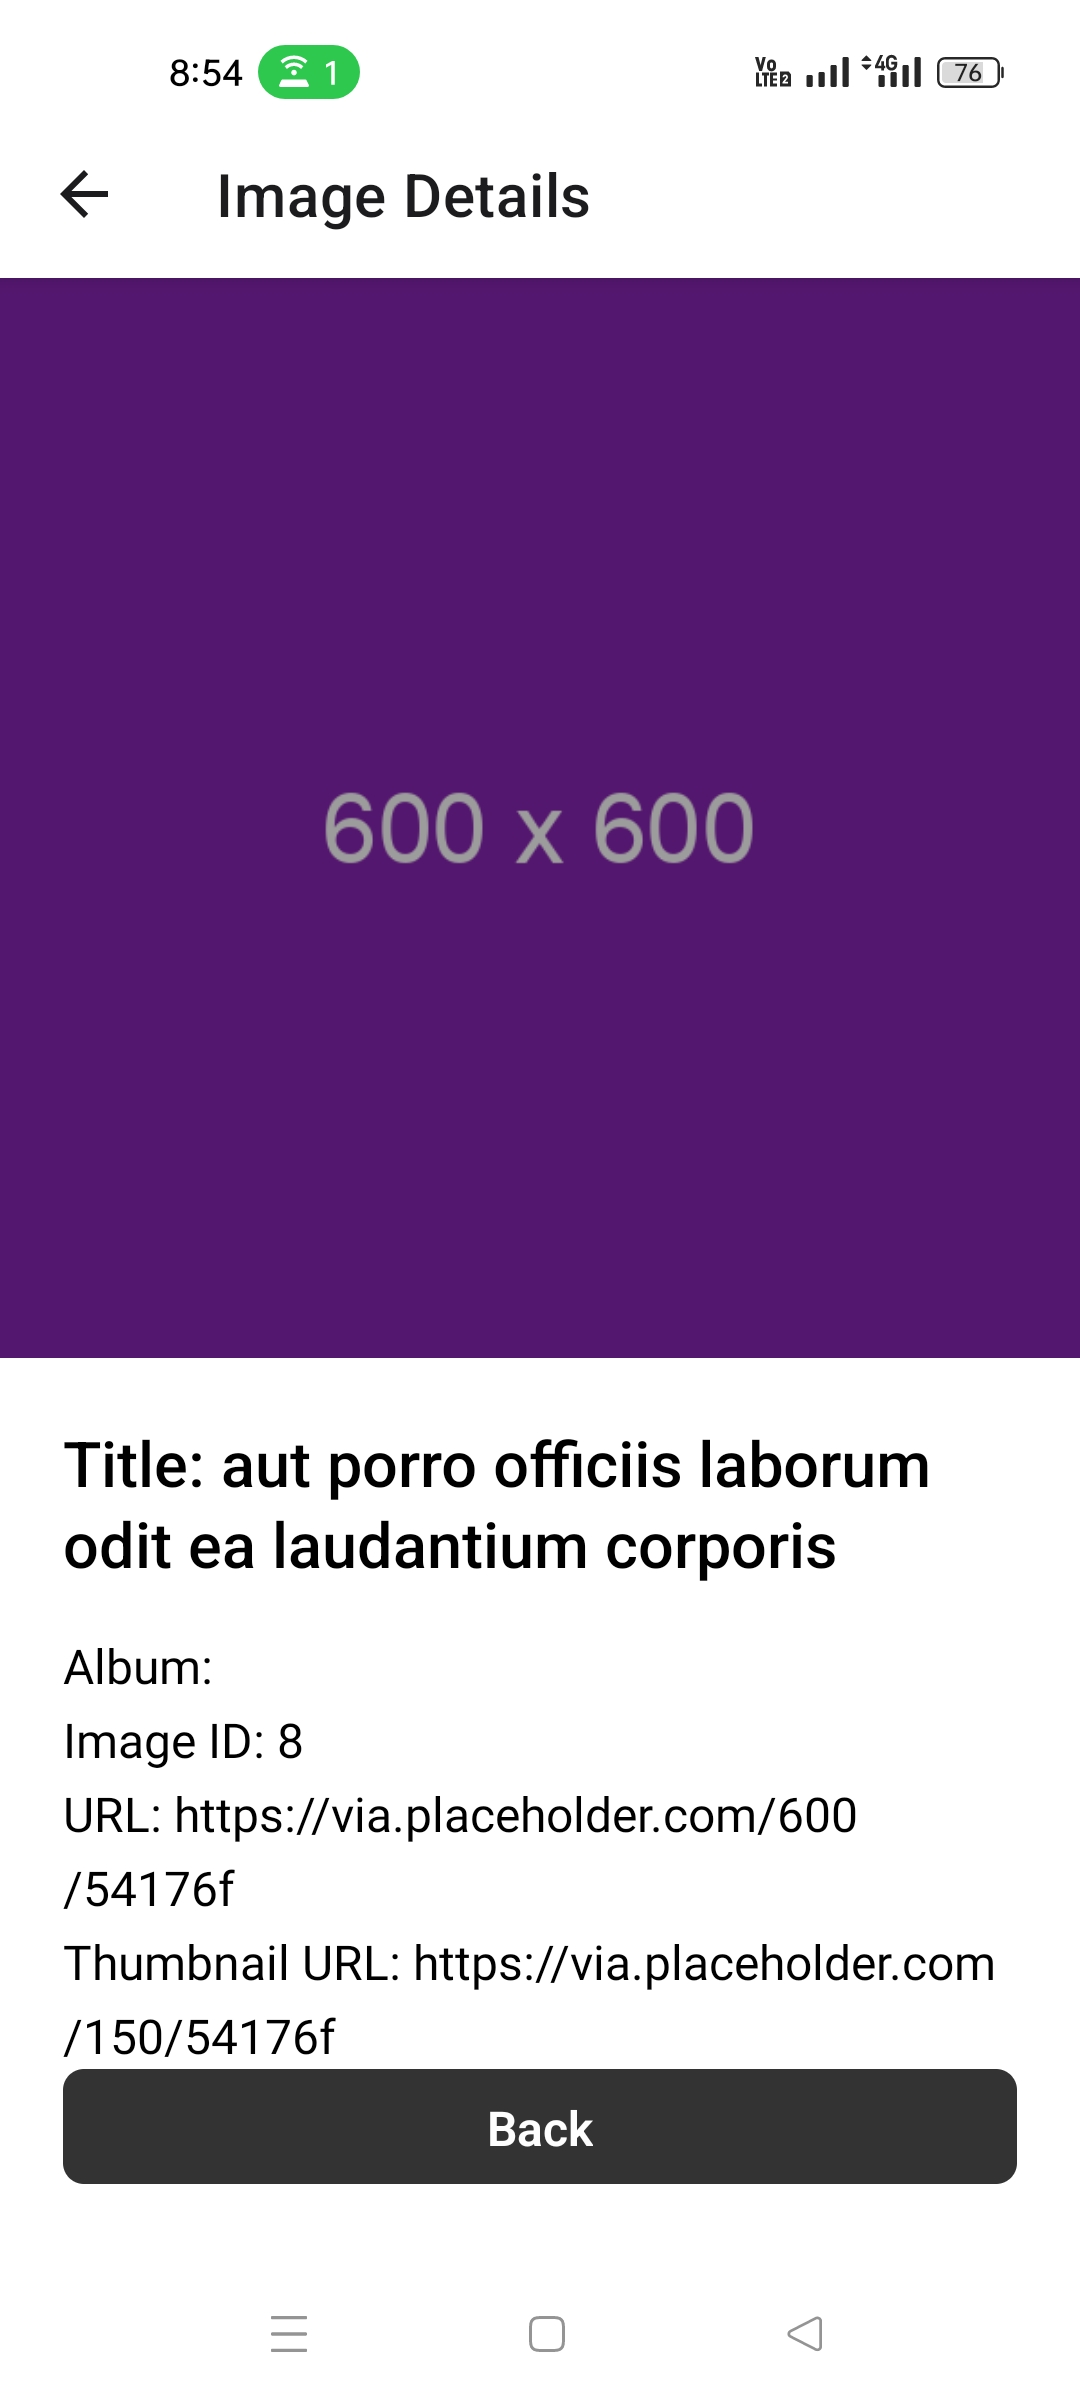 8:54 1 Vo LTE 2 4G 76
Image Details
600 x 600
Title: aut porro officiis laborum
odit ea laudantium corporis
Album:
Image ID: 8
URL: https://via.placeholder.com/600
/54176f
Thumbnail URL: https://via.placeholder.com
/150/54176f
Back